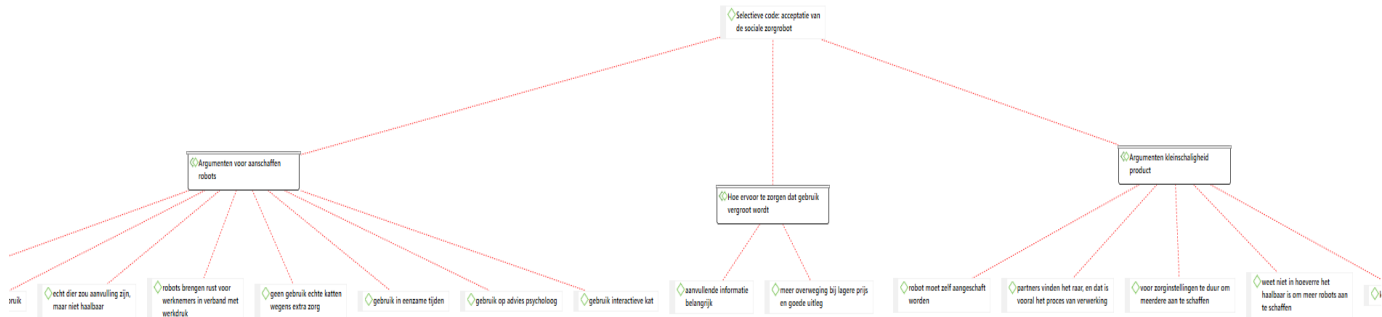 Selectieve code: acceptatie van
de sociale zorgrobot
Argumenten voor aanschaffen
robots
Hoe ervoor te zorgen dat gebruik
vergroot wordt
Argumenten kleinschaligheid
product
echt dier zou aanvulling zijn,
maar niet haalbaar
robots brengen rust voor
werknemers in verband met
werkdruk
geen gebruik echte katten
wegens extra zorg
gebruik in eenzame tijden
gebruik op advies psycholoog
gebruik interactieve kat
aanvullende informatie
belangrijk
meer overweging bij lagere prijs
en goede uitleg
robot moet zelf aangeschaft
worden
partners vinden het raar, en dat is
vooral het proces van verwerking
voor zorginstellingen te duur om
meerdere aan te schaffen
weet niet in hoeverre het
haalbaar is om meer robots aan
te schaffen